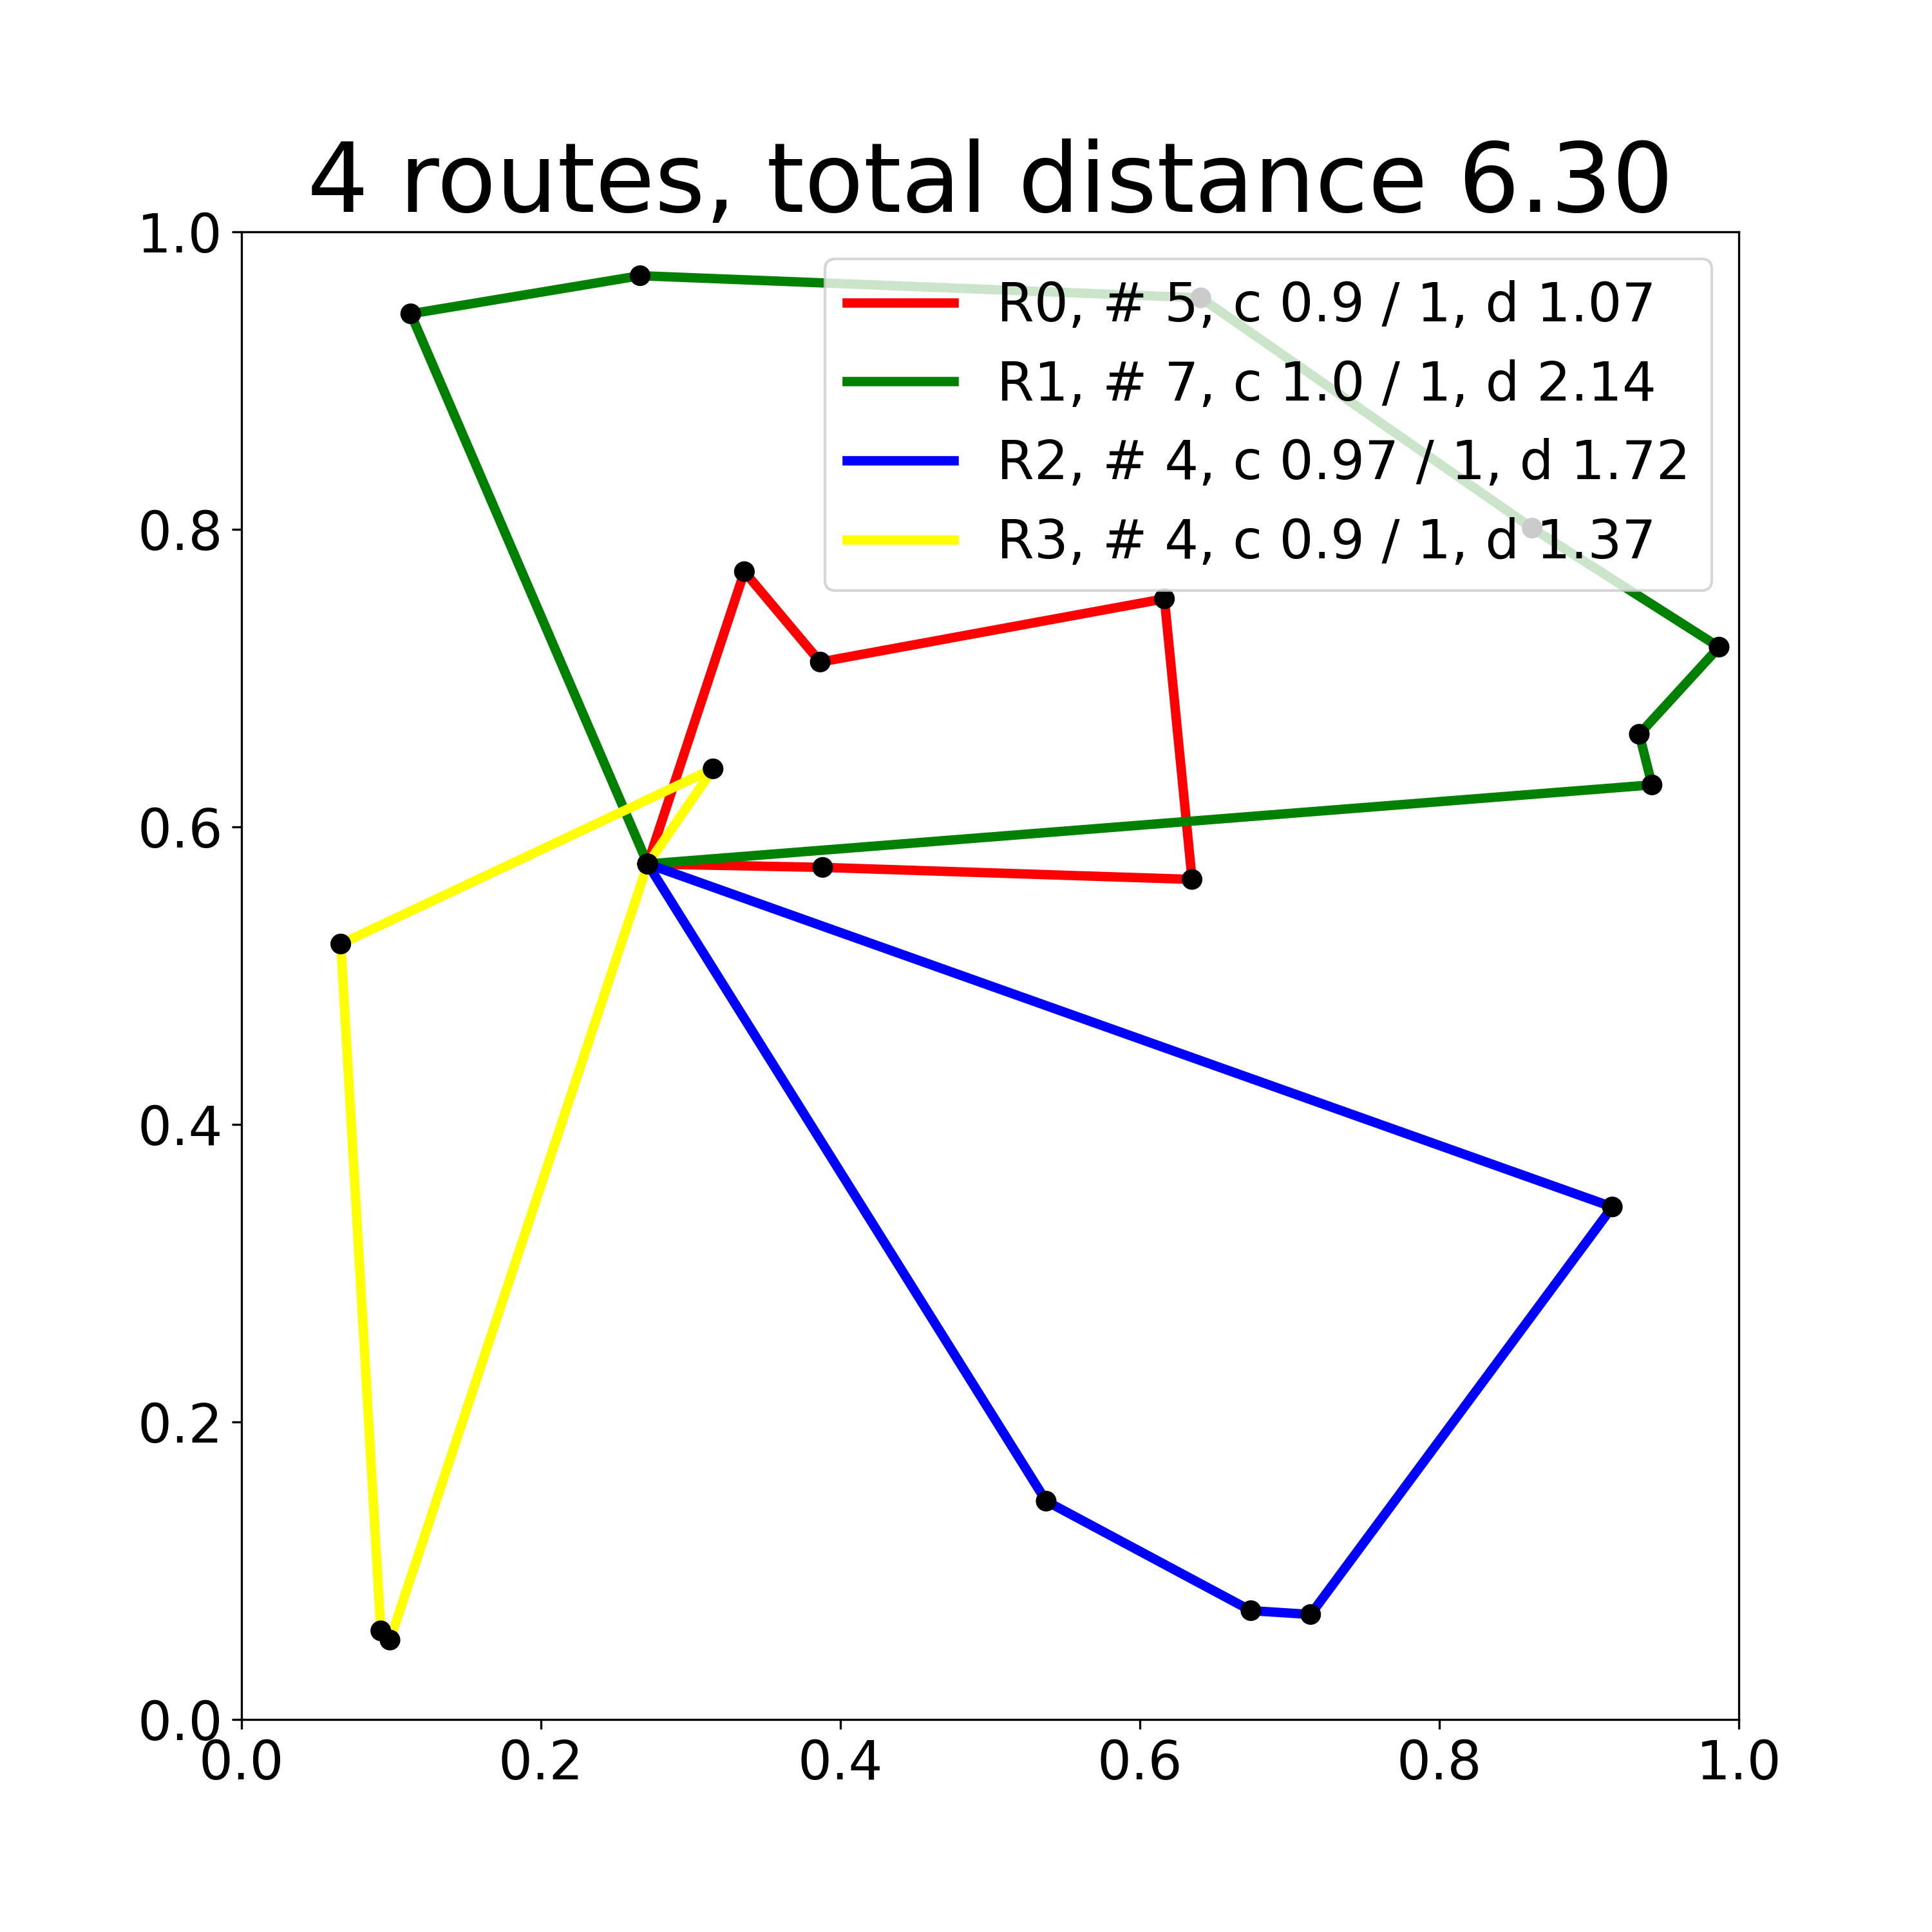 4 routes, total distance 6.30
R0, # 5, c 0.9 / 1, d 1.07
R1, # 7, c 1.0 / 1, d 2.14
R2, # 4, c 0.97 / 1, d 1.72
R3, # 4, c 0.9 / 1, d 1.37
1.0
0.8
0.6
0.4
0.2
0.0
0.0 0.2 0.4 0.6 0.8 1.0